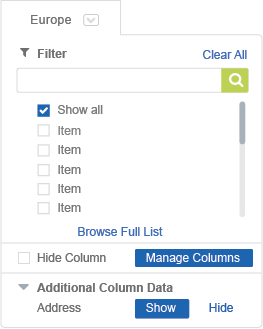 Europe
Filter Clear All
Show all
Item
Item
Item
Item
Item
Browse Full List
Hide Column Manage Columns
Additional Column Data
Address Show Hide